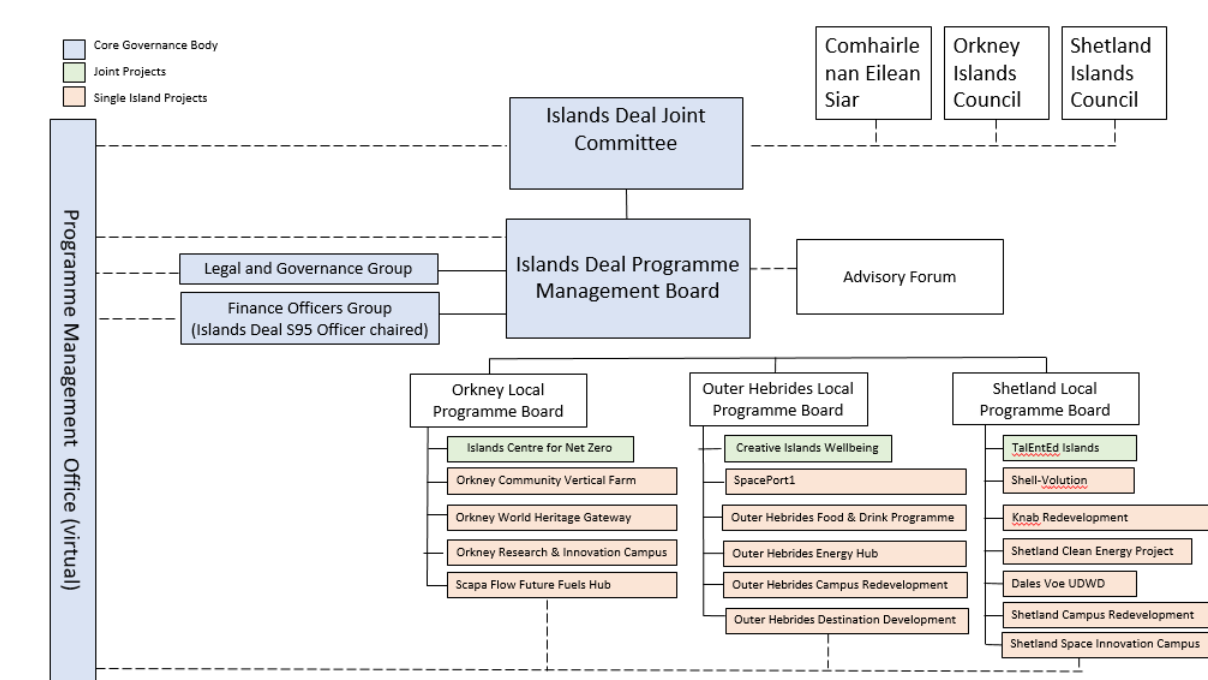 Core Governance Body
Joint Projects
Single Island Projects
Comhairle
nan Eilean
Siar
Orkney
Islands
Council
Shetland
Islands
Council
Islands Deal Joint
Committee
Programme Management Office (virtual)
Legal and Governance Group
Finance Officers Group
(Islands Deal S95 Officer chaired)
Islands Deal Programme
Management Board
Advisory Forum
Orkney Local
Programme Board
Islands Centre for Net Zero
Orkney Community Vertical Farm
Orkney World Heritage Gateway
Orkney Research & Innovation Campus
Scapa Flow Future Fuels Hub
Outer Hebrides Local
Programme Board
Creative Islands Wellbeing
SpacePort1
Outer Hebrides Food & Drink Programme
Outer Hebrides Energy Hub
Outer Hebrides Campus Redevelopment
Outer Hebrides Destination Development
Shetland Local
Programme Board
TalEntEd Islands
Shell-Volution
Knab Redevelopment
Shetland Clean Energy Project
Dales Voe UDWD
Shetland Campus Redevelopment
Shetland Space Innovation Campus